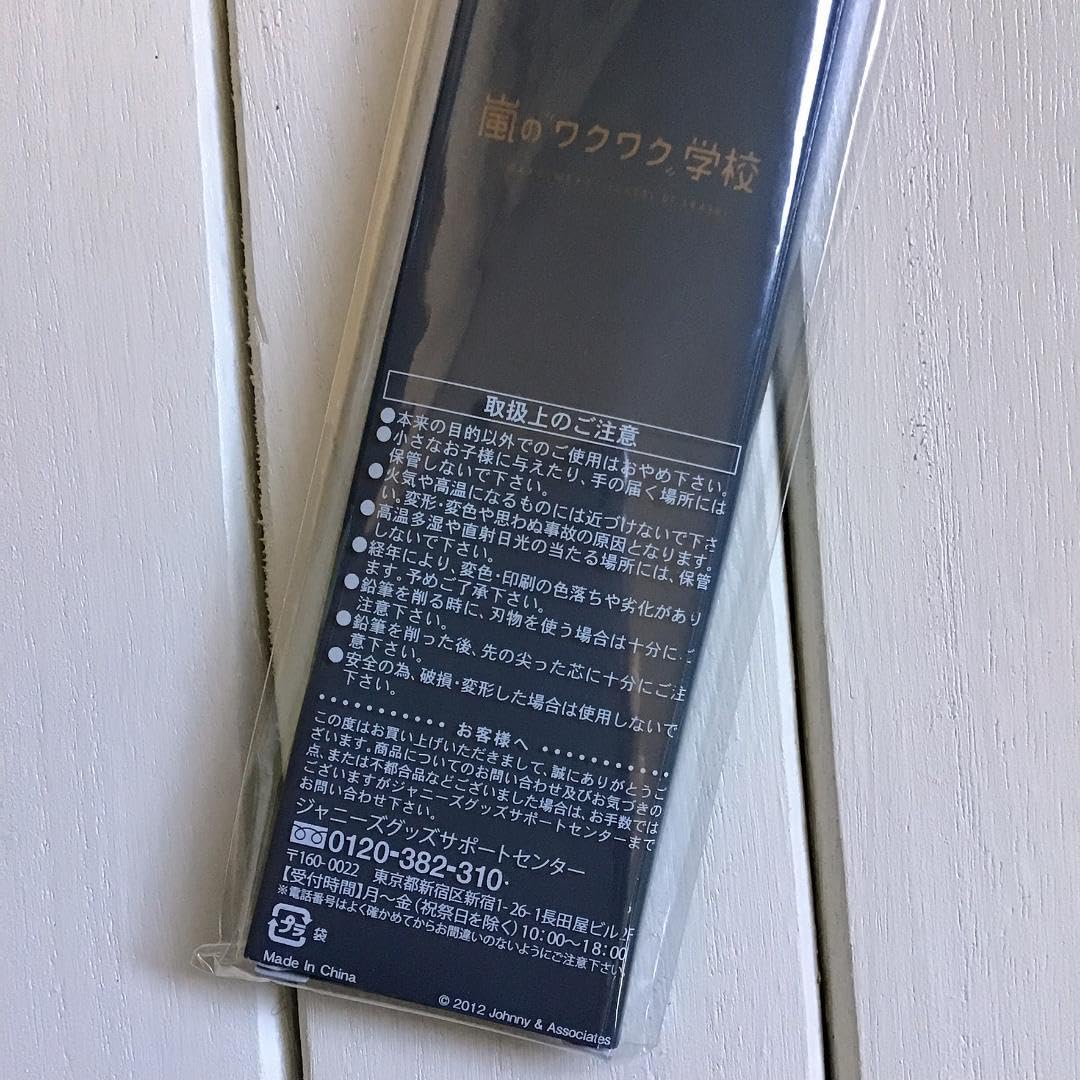 嵐の"ワクワク"学校
取扱上のご注意
●本来の目的以外でのご使用はおやめ下さい。
●小さなお子様に与えたり、手の届く場所には
保管しないで下さい。
●火気や高温になるものには近づけないで下さ
い。変形・変色や思わぬ事故の原因となります。
●高温多湿や直射日光の当たる場所には、保管
しないで下さい。
●経年により、変色・印刷の色落ちや劣化があり
ます。予めご了承下さい。
●鉛筆を削る時に、刃物を使う場合は十分にご
注意下さい。
●鉛筆を削った後、先の尖った芯に十分にご注
意下さい。
●安全の為、破損・変形した場合は使用しないで
下さい。
お客様へ
この度はお買い上げいただきまして、誠にありがとうご
ざいます。商品についてのお問い合わせ及びお気づきの
点、または不都合品などございました場合は、お手数では
ございますがジャニーズグッズサポートセンターまで
お問い合わせ下さい。
ジャニーズグッズサポートセンター
0120-382-310
〒160-0022 東京都新宿区新宿1-26-1長田屋ビル
【受付時間】月～金(祝祭日を除く)10:00～18:00
※電話番号はよく確かめてからお間違いのないようにご注意下さい。
プラ 袋
Made In China
© 2012 Johnny & Associates